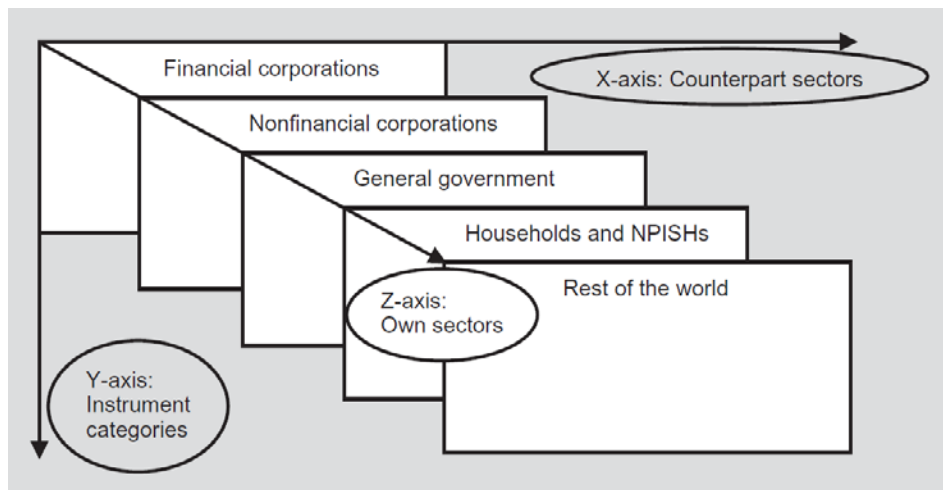 Financial corporations
X-axis: Counterpart sectors
Nonfinancial corporations
General government
Households and NPISHs
Rest of the world
Z-axis:
Own sectors
Y-axis:
Instrument
categories